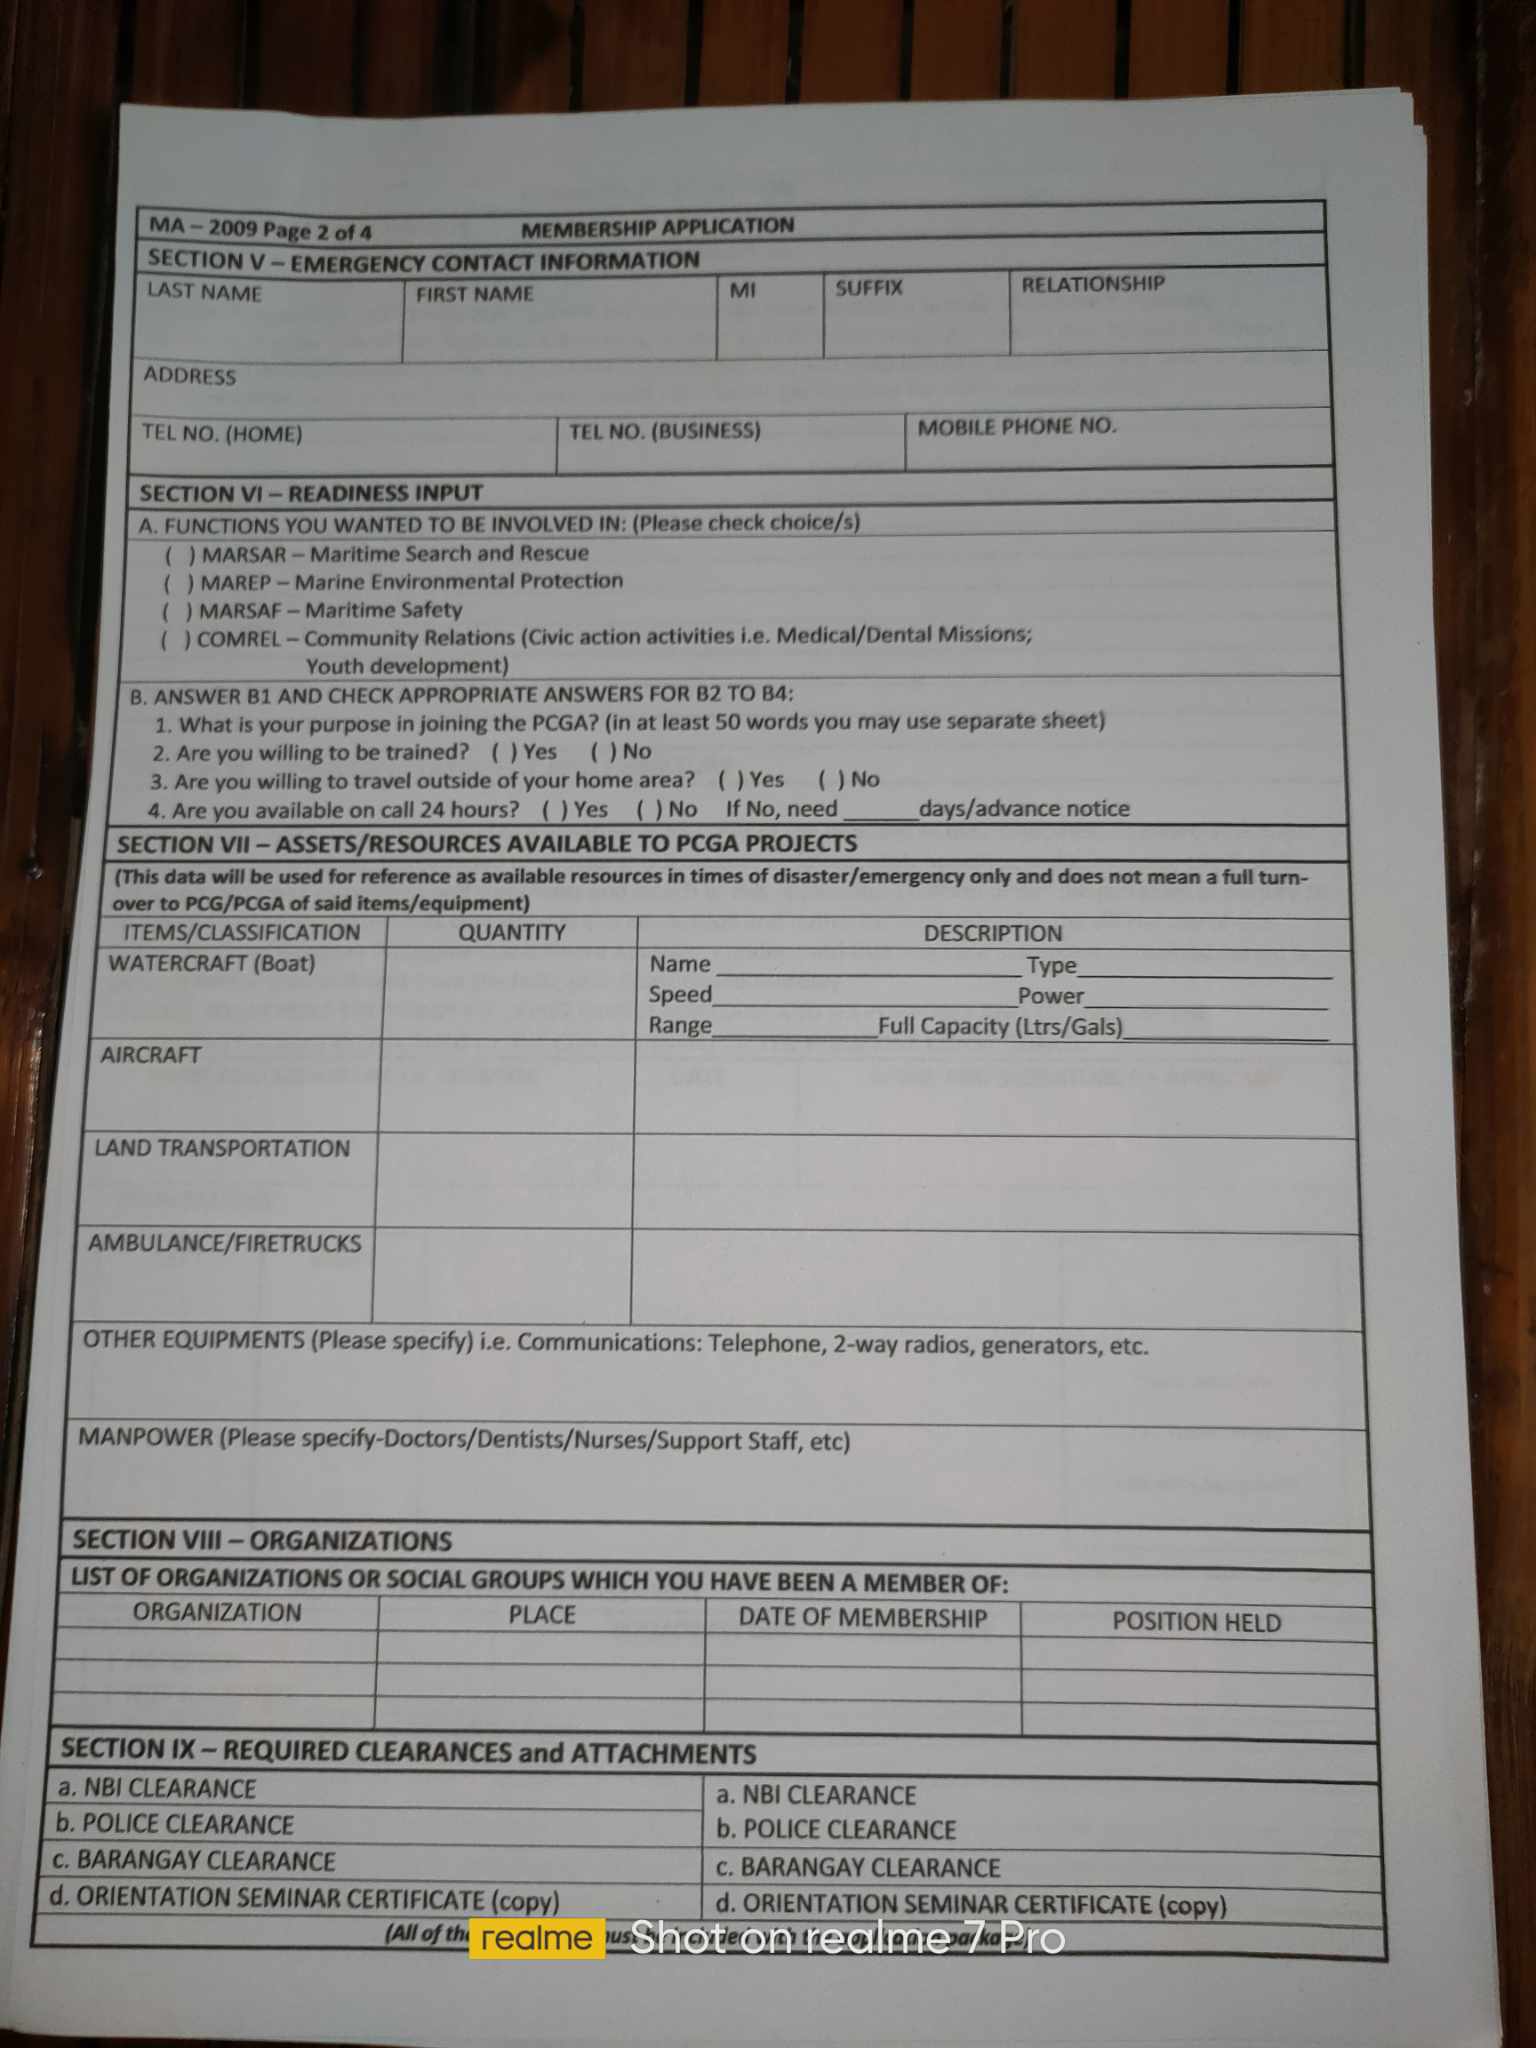 MA – 2009 Page 2 of 4 MEMBERSHIP APPLICATION
SECTION V – EMERGENCY CONTACT INFORMATION
LAST NAME FIRST NAME MI SUFFIX RELATIONSHIP
ADDRESS
TEL NO. (HOME) TEL NO. (BUSINESS) MOBILE PHONE NO.
SECTION VI – READINESS INPUT
A. FUNCTIONS YOU WANTED TO BE INVOLVED IN: (Please check choice/s)
( ) MARSAR – Maritime Search and Rescue
( ) MAREP – Marine Environmental Protection
( ) MARSAF – Maritime Safety
( ) COMREL – Community Relations (Civic action activities i.e. Medical/Dental Missions;
Youth development)
B. ANSWER B1 AND CHECK APPROPRIATE ANSWERS FOR B2 TO B4:
1. What is your purpose in joining the PCGA? (in at least 50 words you may use separate sheet)
2. Are you willing to be trained? ( ) Yes ( ) No
3. Are you willing to travel outside of your home area? ( ) Yes ( ) No
4. Are you available on call 24 hours? ( ) Yes ( ) No If No, need ______days/advance notice
SECTION VII – ASSETS/RESOURCES AVAILABLE TO PCGA PROJECTS
(This data will be used for reference as available resources in times of disaster/emergency only and does not mean a full turn-
over to PCG/PCGA of said items/equipment)
ITEMS/CLASSIFICATION QUANTITY DESCRIPTION
WATERCRAFT (Boat) Name ______ Type______
Speed______Power______
Range______Full Capacity (Ltrs/Gals)______
AIRCRAFT
LAND TRANSPORTATION
AMBULANCE/FIRETRUCKS
OTHER EQUIPMENTS (Please specify) i.e. Communications: Telephone, 2-way radios, generators, etc.
MANPOWER (Please specify-Doctors/Dentists/Nurses/Support Staff, etc)
SECTION VIII – ORGANIZATIONS
LIST OF ORGANIZATIONS OR SOCIAL GROUPS WHICH YOU HAVE BEEN A MEMBER OF:
ORGANIZATION PLACE DATE OF MEMBERSHIP POSITION HELD
SECTION IX – REQUIRED CLEARANCES and ATTACHMENTS
a. NBI CLEARANCE a. NBI CLEARANCE
b. POLICE CLEARANCE b. POLICE CLEARANCE
c. BARANGAY CLEARANCE c. BARANGAY CLEARANCE
d. ORIENTATION SEMINAR CERTIFICATE (copy) d. ORIENTATION SEMINAR CERTIFICATE (copy)
(All of the
realme Shot on realme 7 Pro